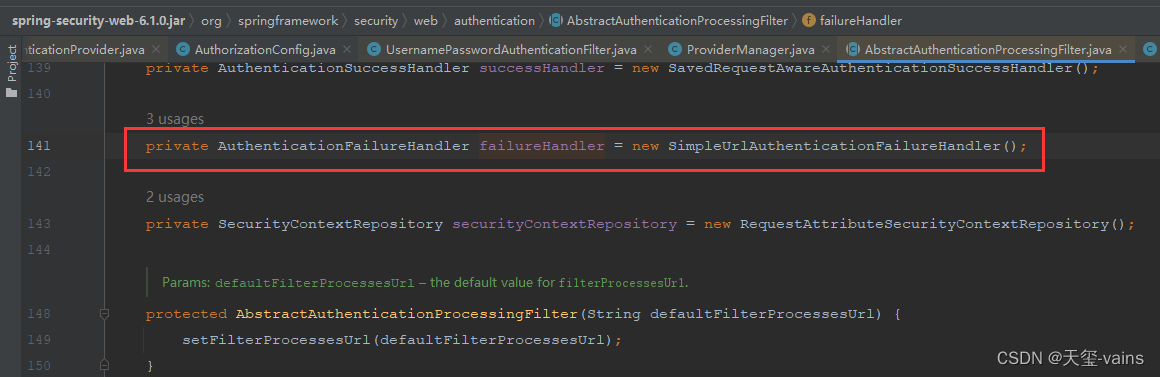 spring-security-web-6.1.0.jar org springframework security web authentication AbstractAuthenticationProcessingFilter failureHandler
Project
nticationProvider.java AuthorizationConfig.java UsernamePasswordAuthenticationFilter.java ProviderManager.java AbstractAuthenticationProcessingFilter.java
139 private AuthenticationSuccessHandler successHandler = new SavedRequestAwareAuthenticationSuccessHandler();
140
3 usages
141 private AuthenticationFailureHandler failureHandler = new SimpleUrlAuthenticationFailureHandler();
142
2 usages
143 private SecurityContextRepository securityContextRepository = new RequestAttributeSecurityContextRepository();
144
Params: defaultFilterProcessesUrl – the default value for filterProcessesUrl.
148 protected AbstractAuthenticationProcessingFilter(String defaultFilterProcessesUrl) {
149 setFilterProcessesUrl(defaultFilterProcessesUrl);
150 }
CSDN @天玺-vains